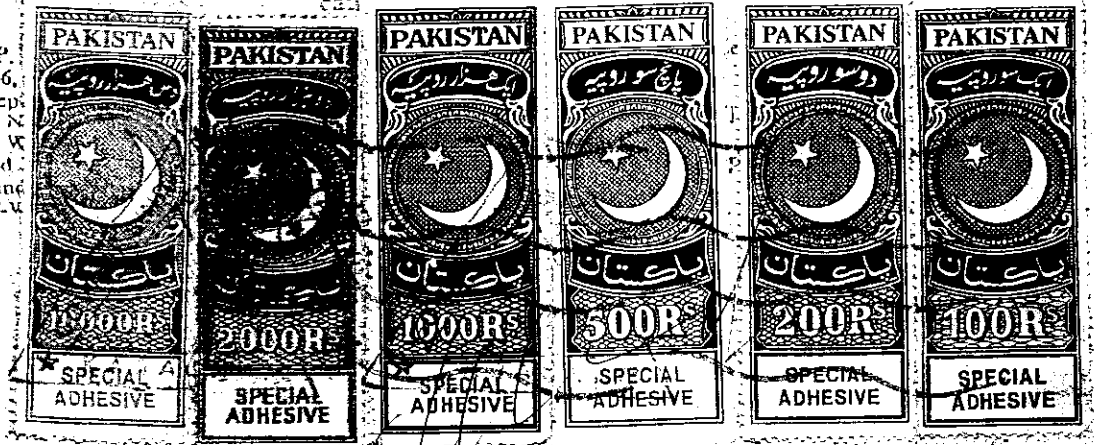 PAKISTAN
دس ہزار روپیہ
پاکستان
10000Rs
SPECIAL
ADHESIVE
PAKISTAN
دو ہزار روپیہ
پاکستان
2000Rs
SPECIAL
ADHESIVE
PAKISTAN
ایک ہزار روپیہ
پاکستان
1000Rs
SPECIAL
ADHESIVE
PAKISTAN
پانچ سو روپیہ
پاکستان
500Rs
SPECIAL
ADHESIVE
PAKISTAN
دو سو روپیہ
پاکستان
200Rs
SPECIAL
ADHESIVE
PAKISTAN
ایک سو روپیہ
پاکستان
100Rs
SPECIAL
ADHESIVE